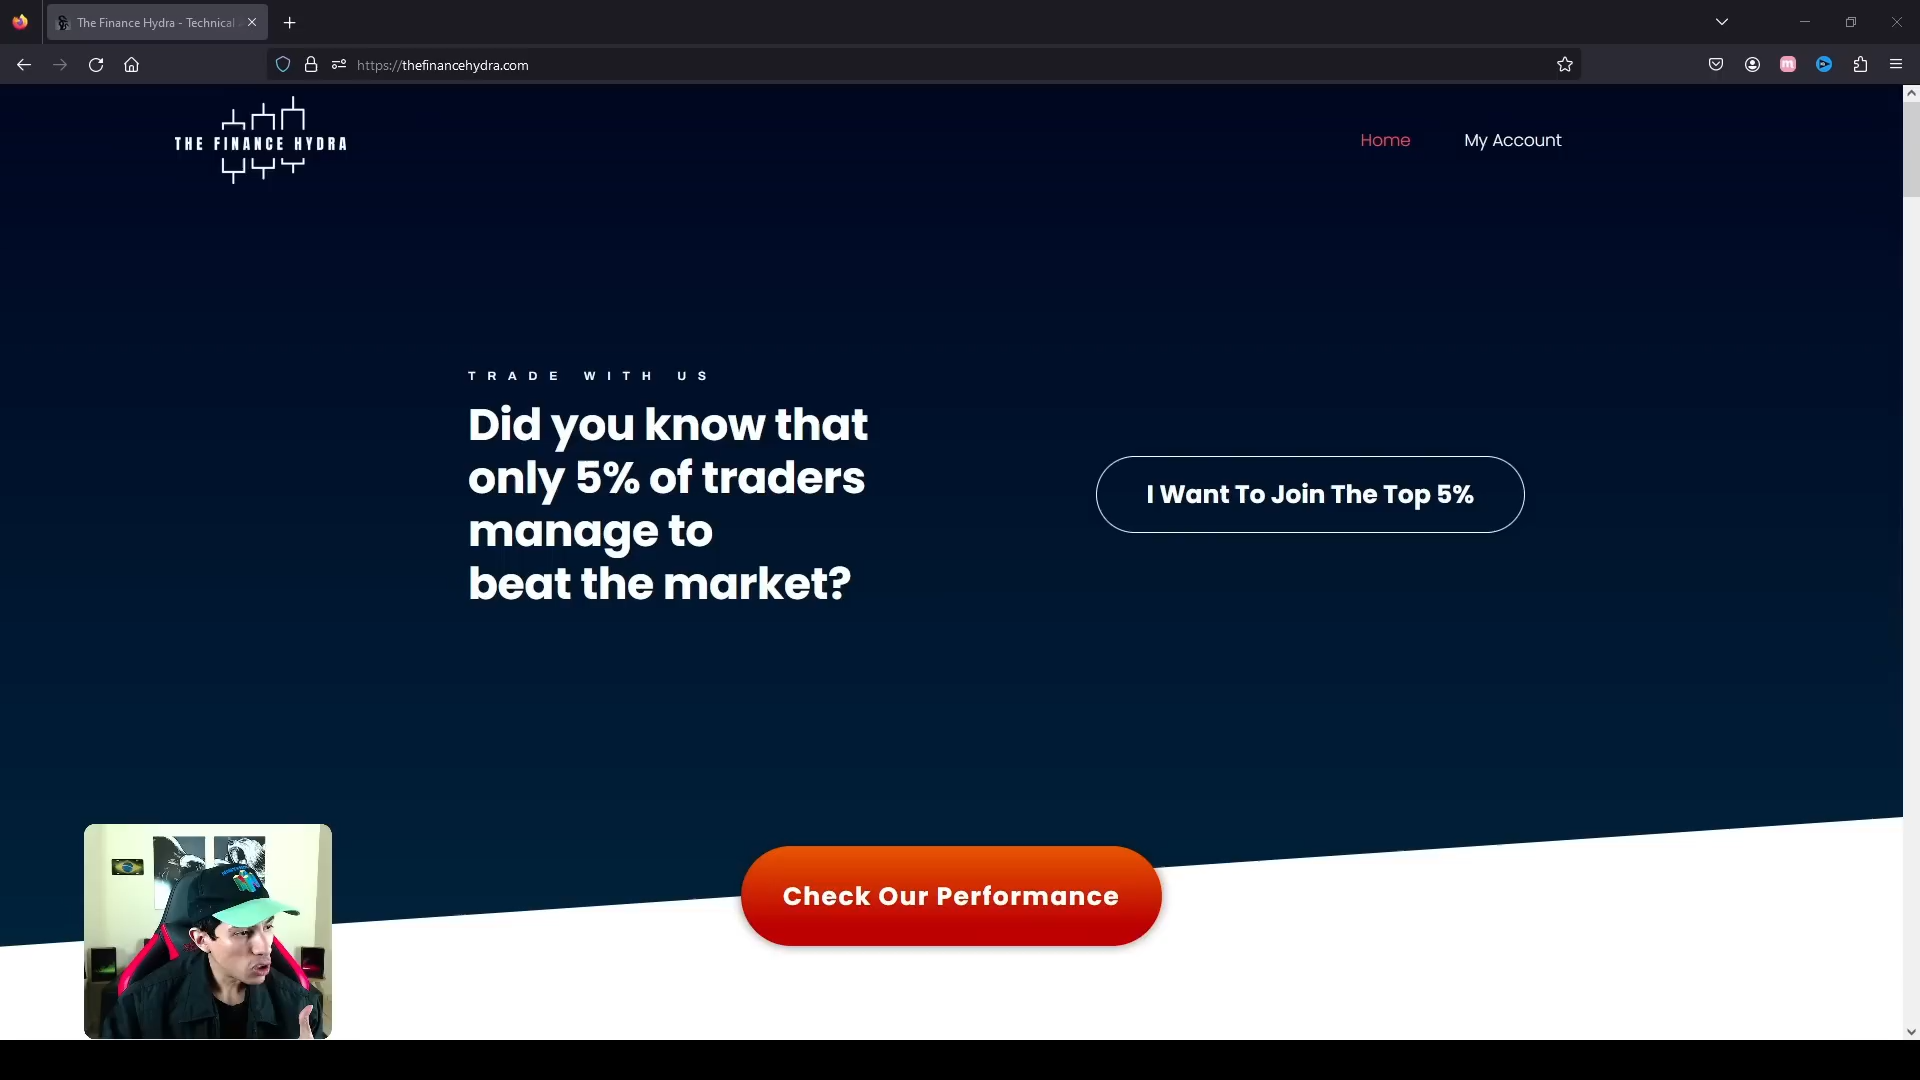 The Finance Hydra - Technical
https://thefinancehydra.com
THE FINANCE HYDRA
Home
My Account
TRADE WITH US
Did you know that
only 5% of traders
manage to
beat the market?
I Want To Join The Top 5%
Check Our Performance